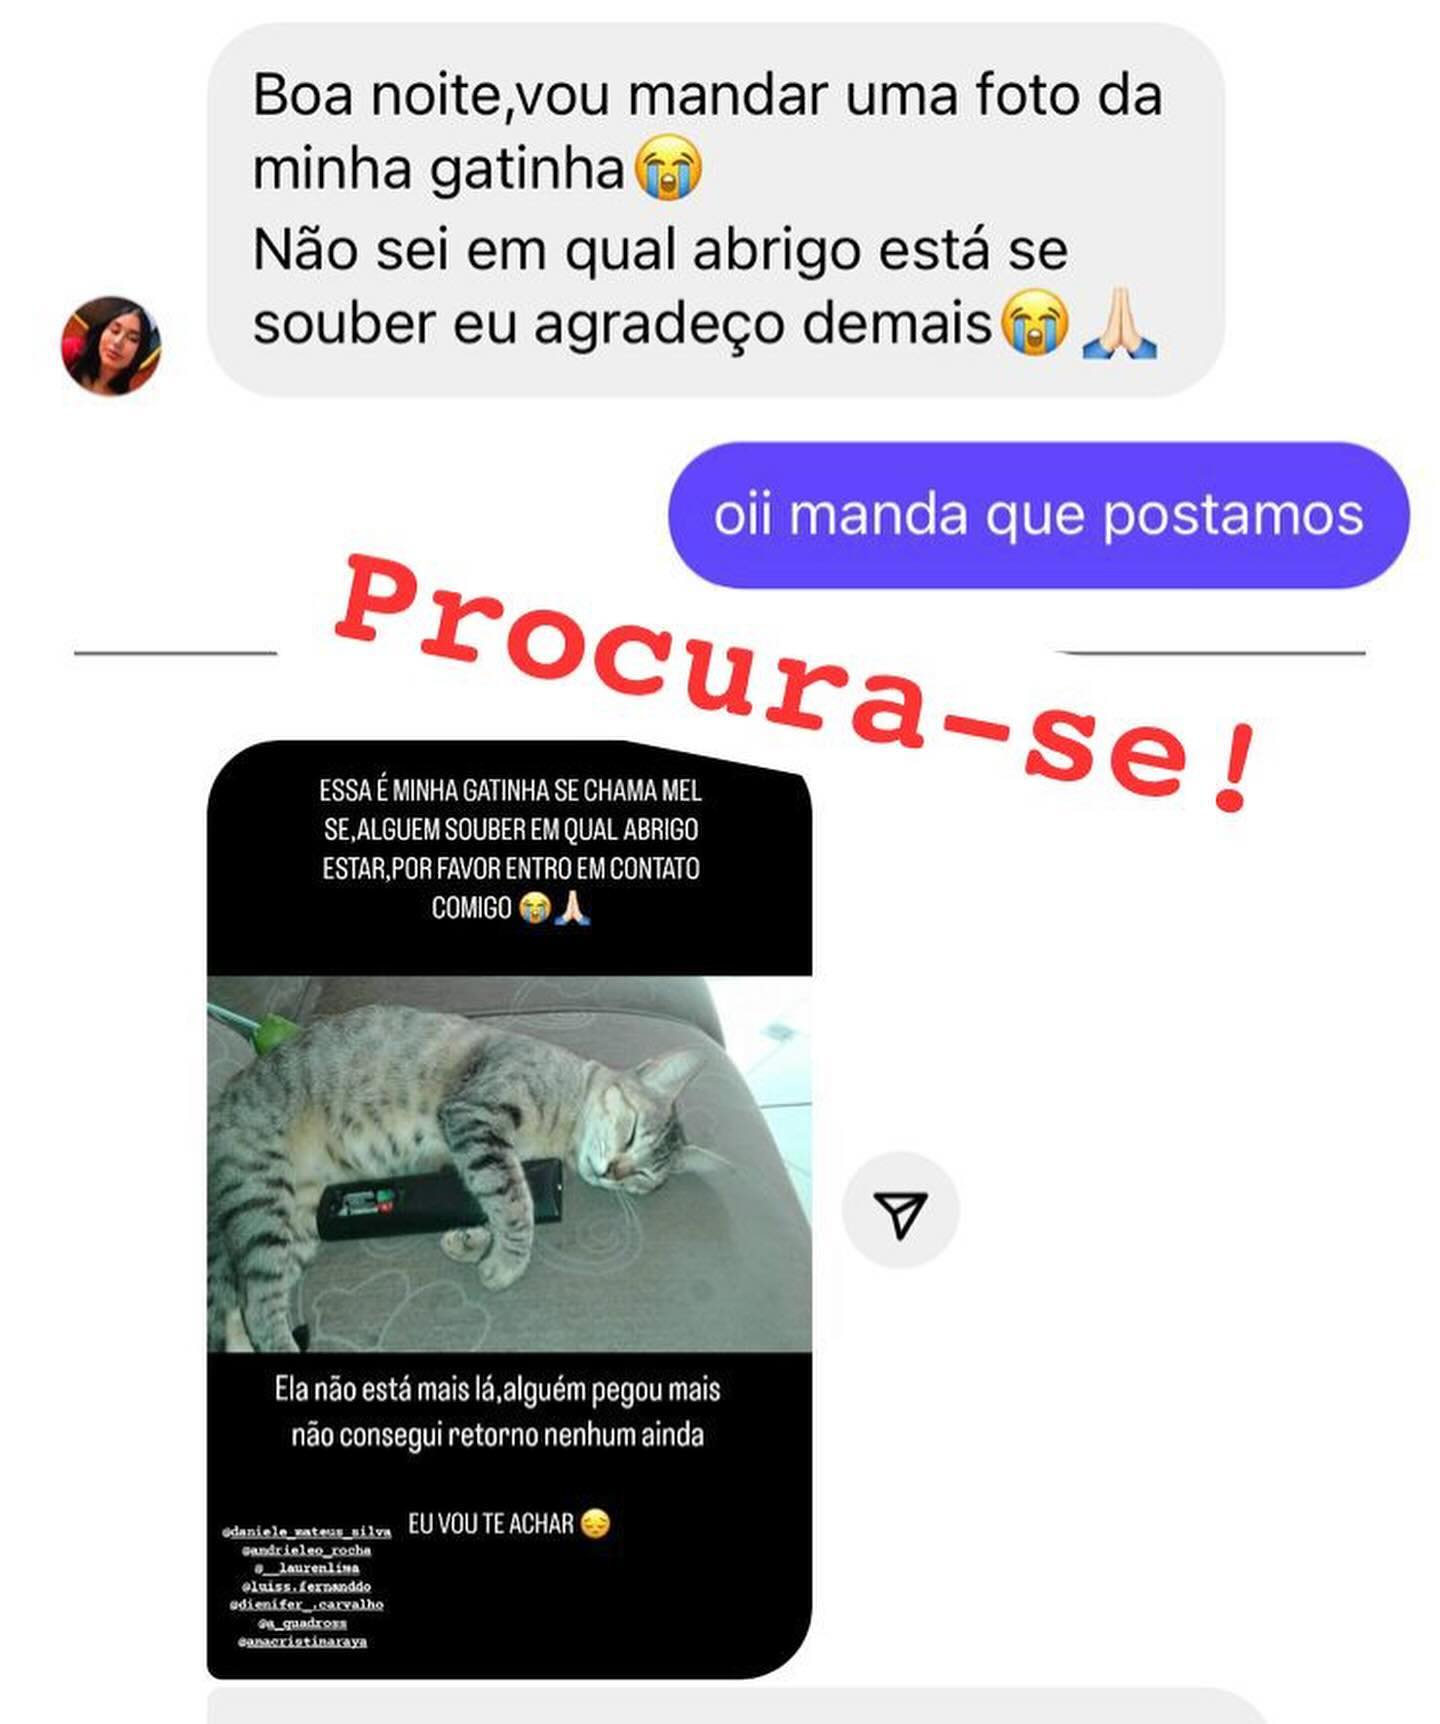 Boa noite,vou mandar uma foto da
minha gatinha😭
Não sei em qual abrigo está se
souber eu agradeço demais😭🙏🏻
oii manda que postamos
Procura-se!
ESSA É MINHA GATINHA SE CHAMA MEL
SE,ALGUEM SOUBER EM QUAL ABRIGO
ESTAR,POR FAVOR ENTRO EM CONTATO
COMIGO 😭🙏🏻
Ela não está mais lá,alguém pegou mais
não consegui retorno nenhum ainda
EU VOU TE ACHAR 😔
@daniele_mateus_silva
@andrieleo_rocha
@__laurenlima
@luiss.fernanddo
@dienifer_.carvalho
@a_quadross
@anacristinaraya